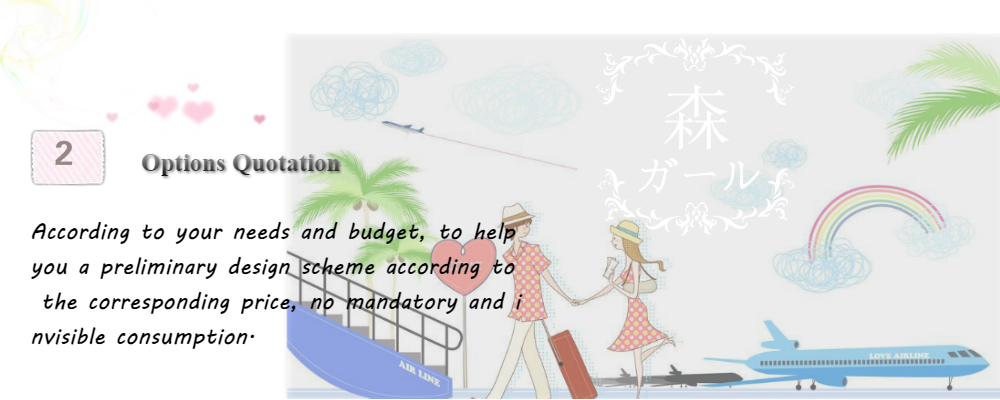 森
ガール
2
Options Quotation
According to your needs and budget, to help
you a preliminary design scheme according to
the corresponding price, no mandatory and i
nvisible consumption.
AIR LINE
LOVE AIRLINE